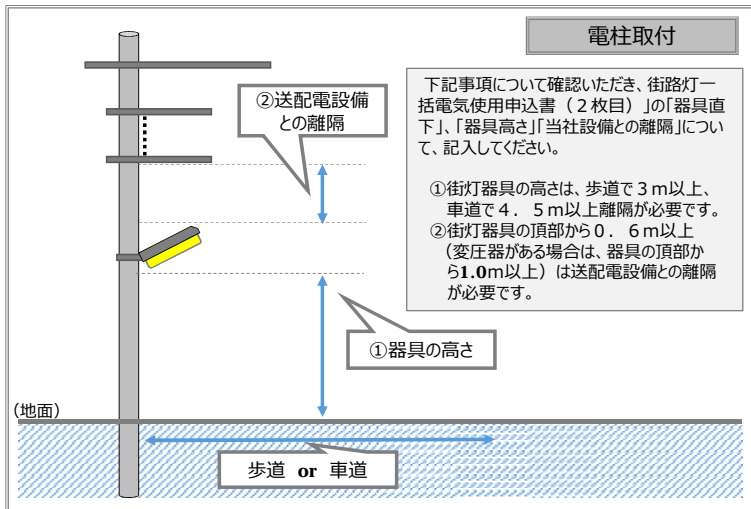 電柱取付
下記事項について確認いただき、街路灯一
括電気使用申込書（２枚目）の「器具直
下」、「器具高さ」「当社設備との離隔」につい
て、記入してください。
①街灯器具の高さは、歩道で３ｍ以上、
車道で４．５ｍ以上離隔が必要です。
②街灯器具の頂部から０．６ｍ以上
（変圧器がある場合は、器具の頂部か
ら1.0ｍ以上）は送配電設備との離隔
が必要です。
②送配電設備
との離隔
①器具の高さ
（地面）
歩道 or 車道